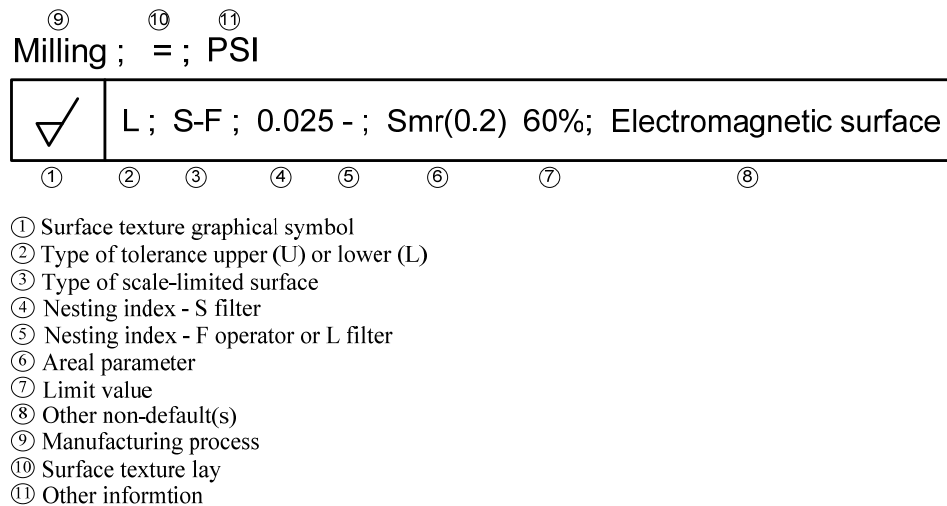 ⑨ ⑩ ⑪
Milling ; = ; PSI
L ; S-F ; 0.025 - ; Smr(0.2) 60%; Electromagnetic surface
① ② ③ ④ ⑤ ⑥ ⑦ ⑧
① Surface texture graphical symbol
② Type of tolerance upper (U) or lower (L)
③ Type of scale-limited surface
④ Nesting index - S filter
⑤ Nesting index - F operator or L filter
⑥ Areal parameter
⑦ Limit value
⑧ Other non-default(s)
⑨ Manufacturing process
⑩ Surface texture lay
⑪ Other informtion